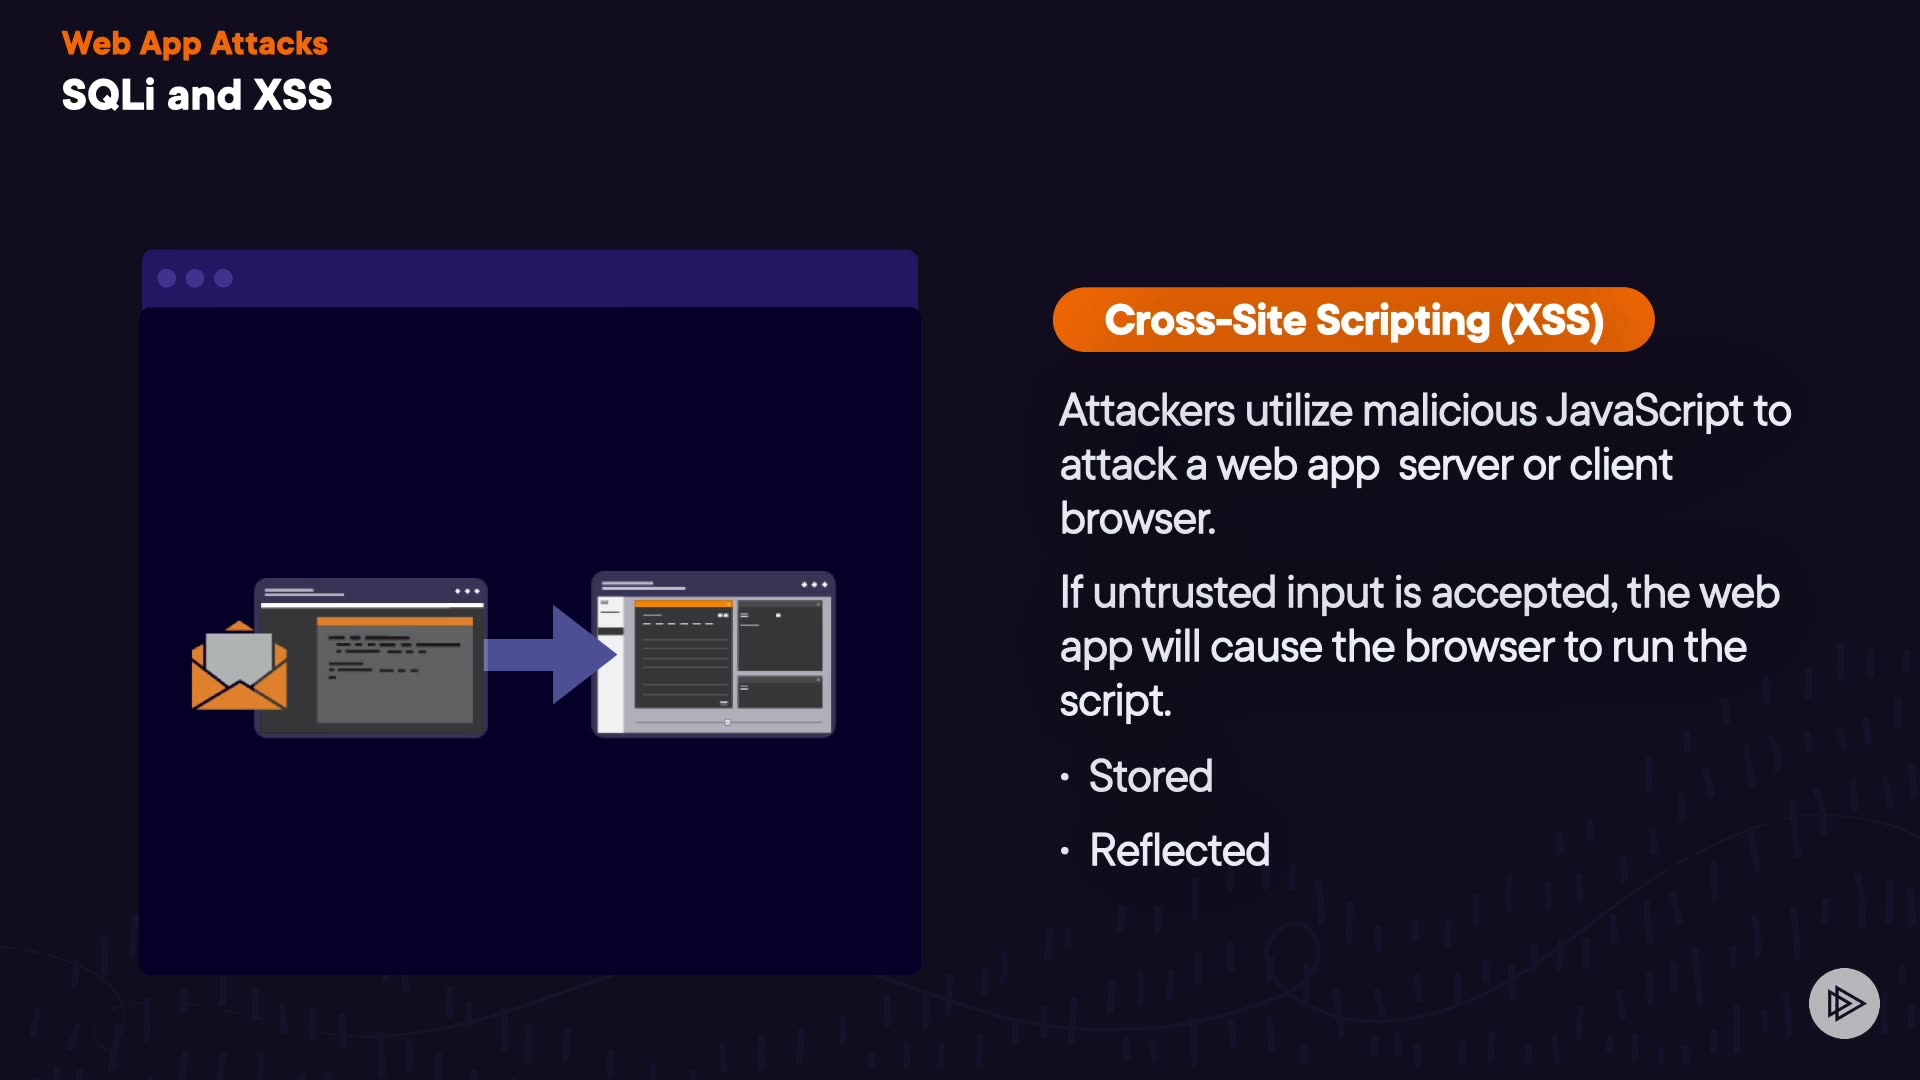 Web App Attacks
SQLi and XSS
Cross-Site Scripting (XSS)
Attackers utilize malicious JavaScript to
attack a web app  server or client
browser.
If untrusted input is accepted, the web
app will cause the browser to run the
script.
• Stored
• Reflected